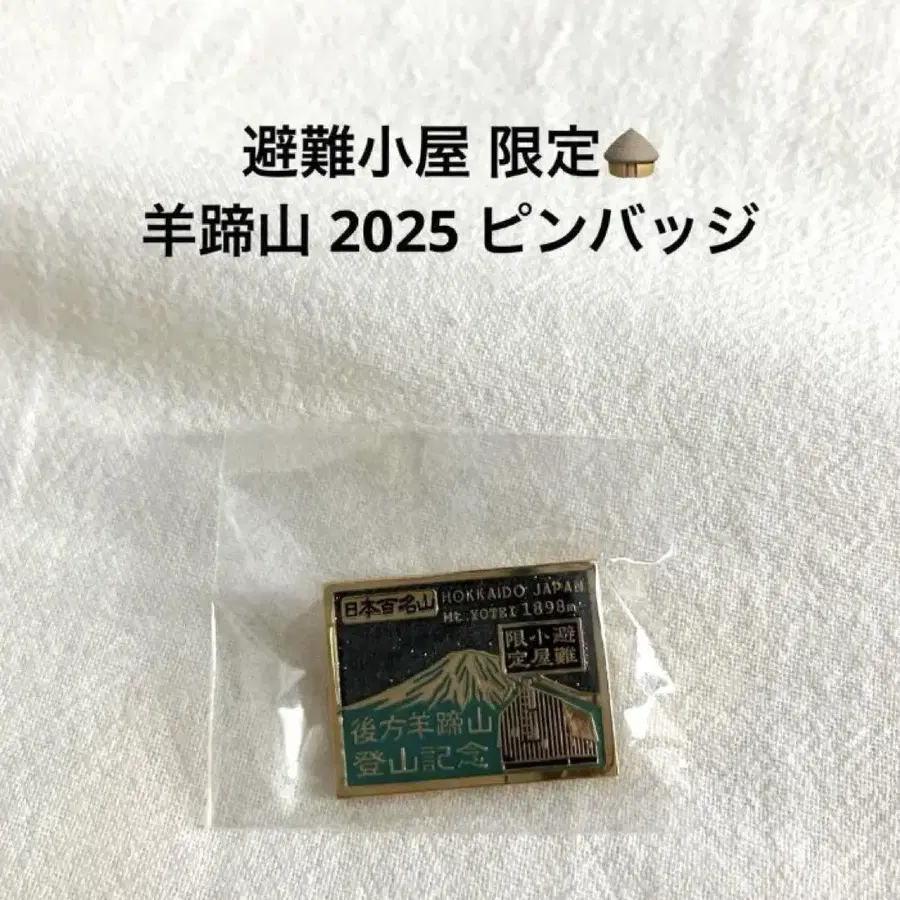 避難小屋 限定🛖
羊蹄山 2025 ピンバッジ
日本百名山
HOKKAIDO JAPAN
Mt.YOTEI 1898m
避難小屋限定
後方羊蹄山
登山記念